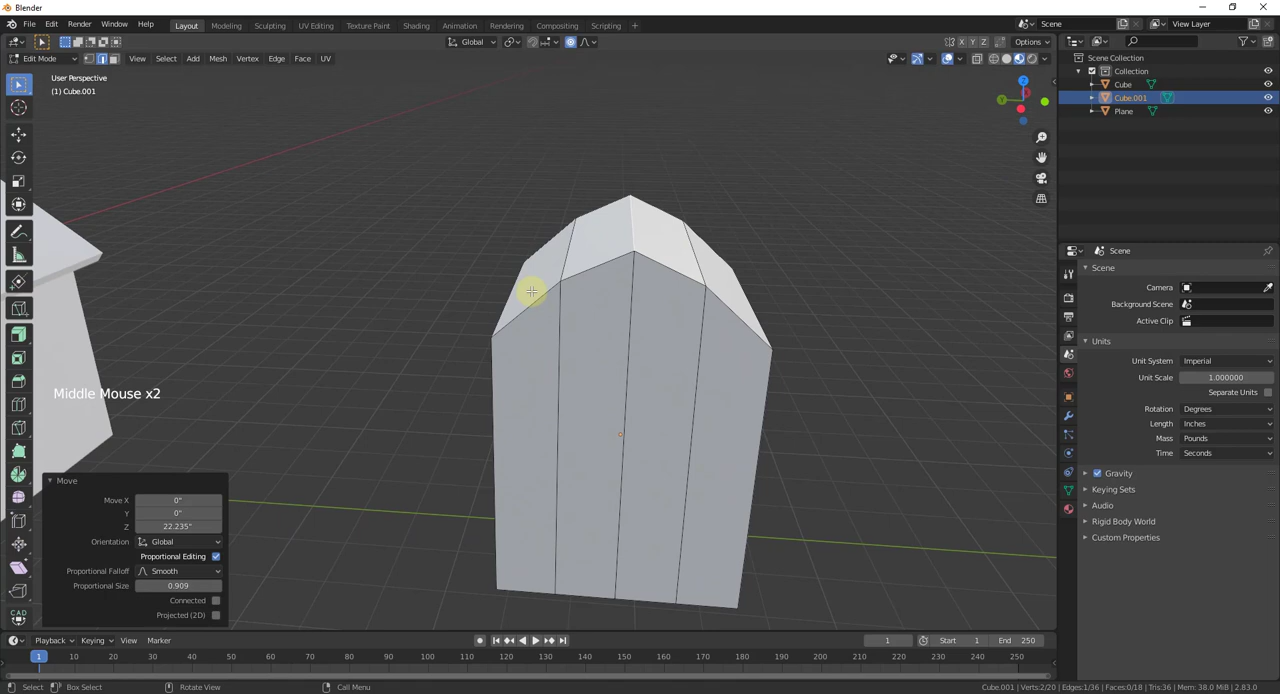 Blender
File Edit Render Window Help Layout Modeling Sculpting UV Editing Texture Paint Shading Animation Rendering Compositing Scripting + Scene View Layer
Global X Y Z Options
Edit Mode View Select Add Mesh Vertex Edge Face UV
User Perspective
(1) Cube.001
Scene Collection
Collection
Cube
Cube.001
Plane
Z
Y
Scene
Scene
Camera
Background Scene
Active Clip
Units
Unit System Imperial
Unit Scale 1.000000
Separate Units
Rotation Degrees
Length Inches
Mass Pounds
Time Seconds
Gravity
Keying Sets
Audio
Rigid Body World
Custom Properties
Middle Mouse x2
Move
Move X 0"
Y 0"
Z 22.235"
Orientation Global
Proportional Editing
Proportional Falloff Smooth
Proportional Size 0.909
Connected
Projected (2D)
CAD
Playback Keying View Marker 1 Start 1 End 250
1 10 20 30 40 50 60 70 80 90 100 110 120 130 140 150 160 170 180 190 200 210 220 230 240 250
Select Box Select Rotate View Call Menu Cube.001 | Verts:2/20 | Edges:1/36 | Faces:0/18 | Tris:36 | Mem: 38.0 MiB | 2.83.0